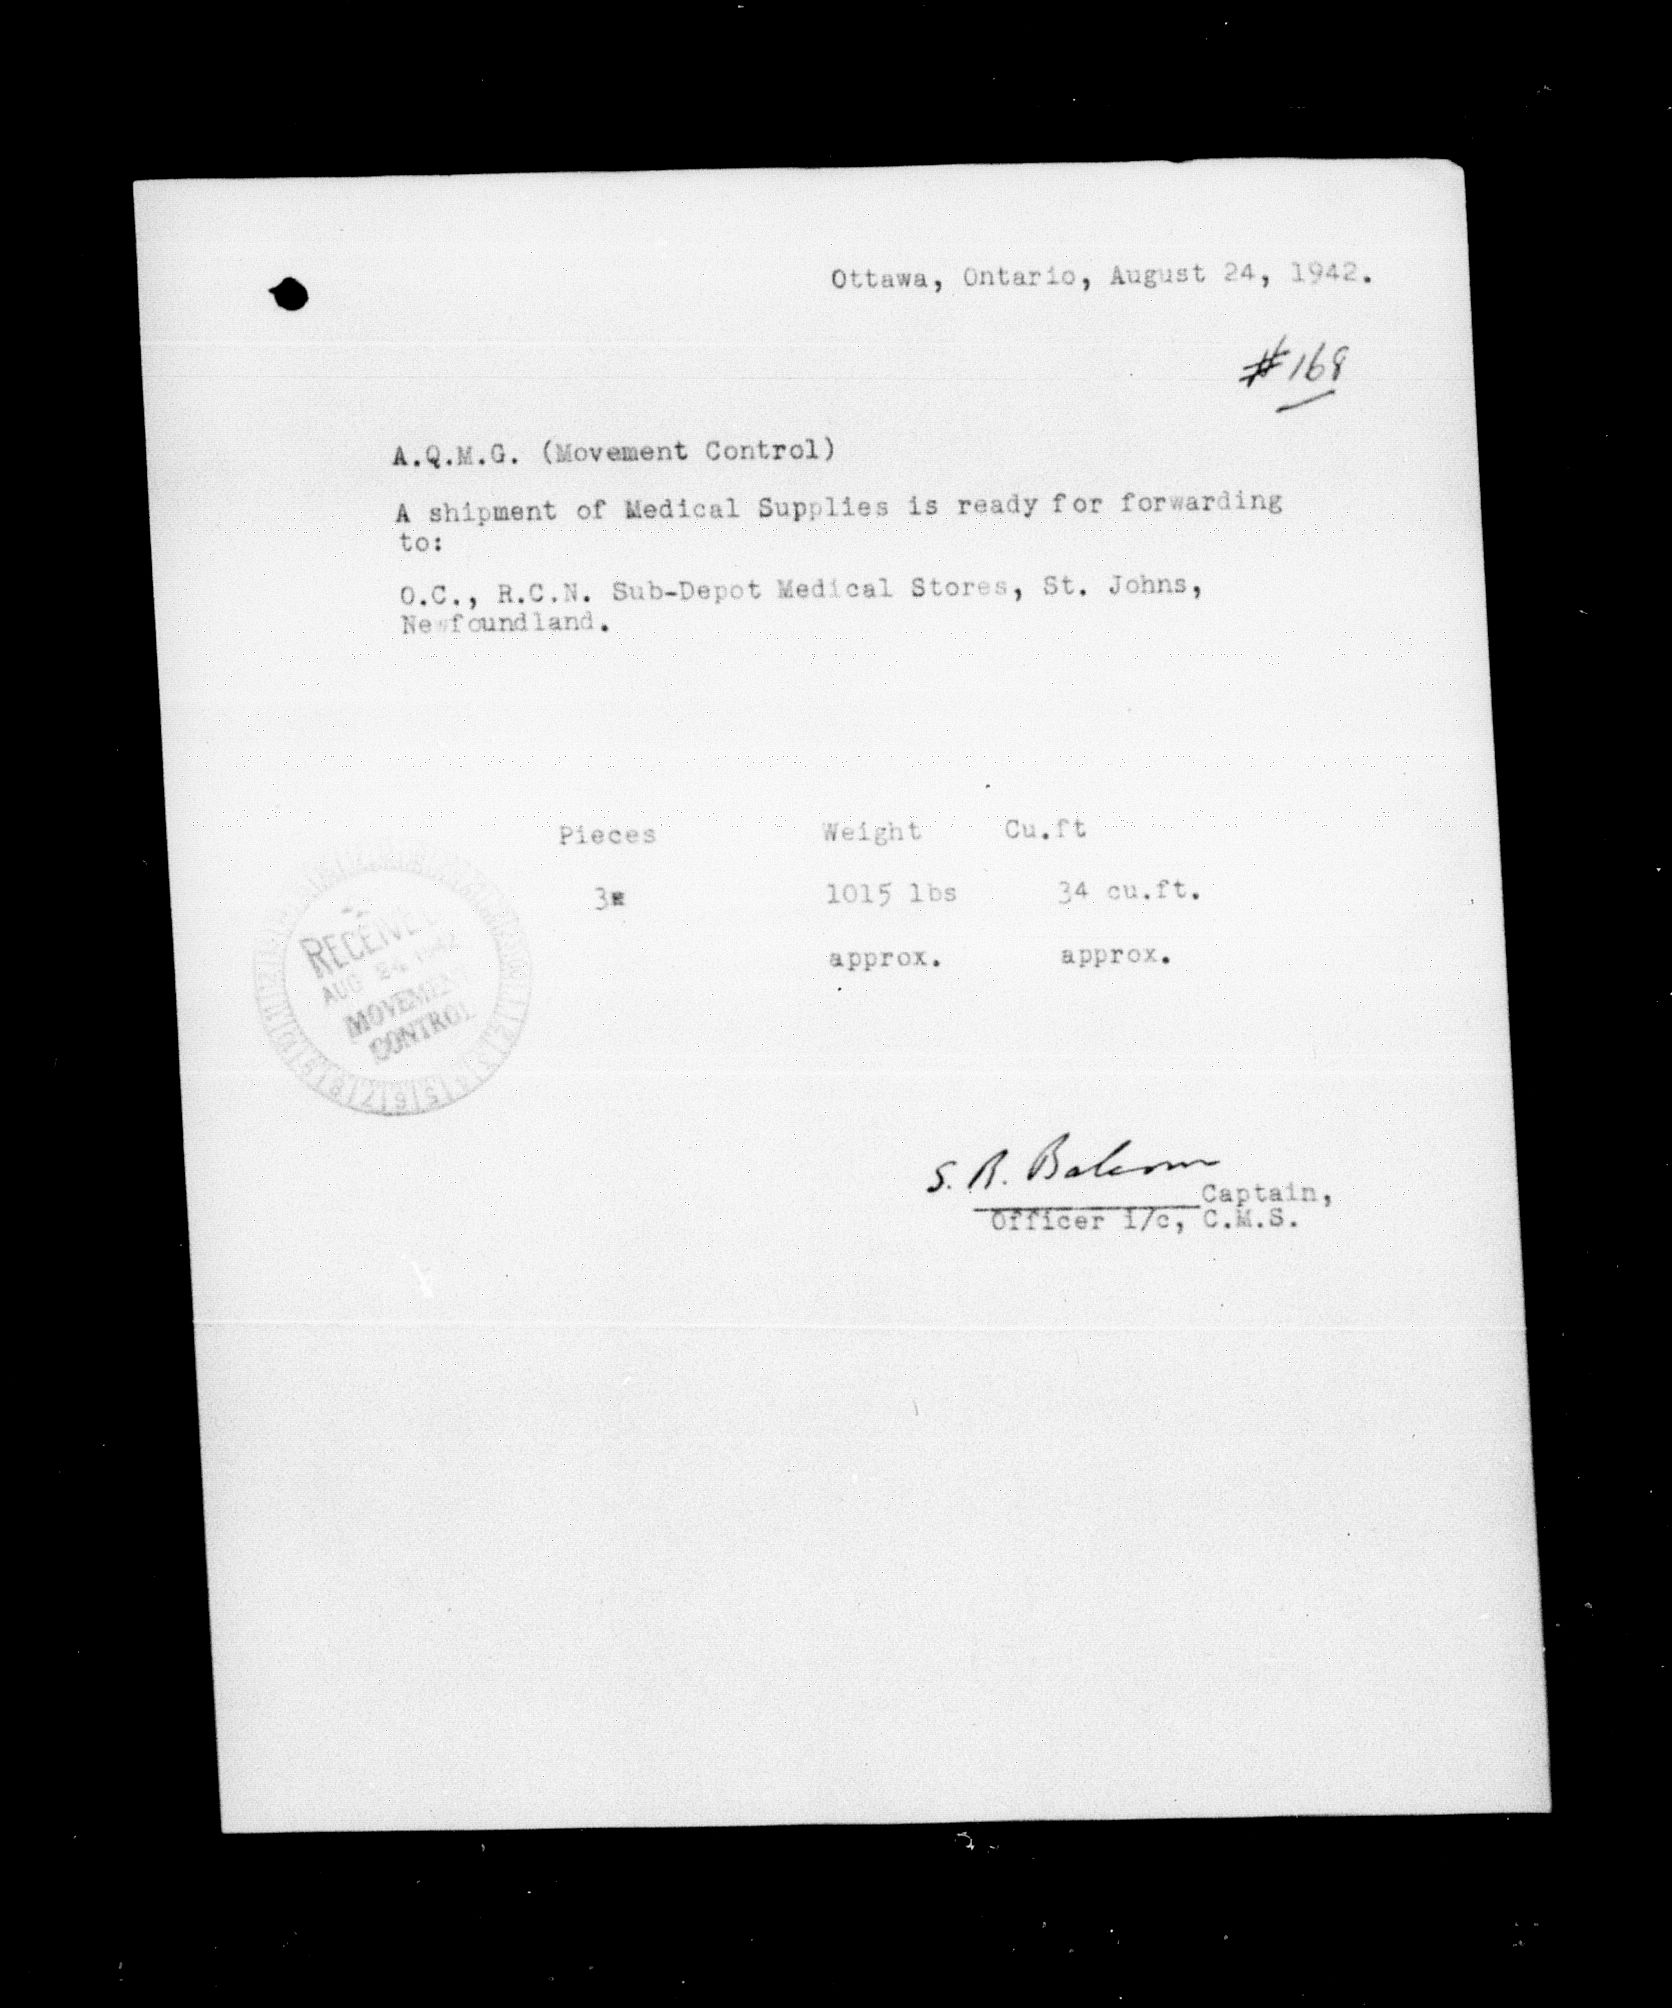 Ottawa, Ontario, August 24, 1942.
#168
A.Q.M.G. (Movement Control)
A shipment of Medical Supplies is ready for forwarding
to:
O.C., R.C.N. Sub-Depot Medical Stores, St. Johns,
Newfoundland.
Pieces Weight Cu.ft
3 1015 lbs 34 cu.ft.
approx. approx.
RECEIVED
AUG 24 1942
MOVEMENT
CONTROL
S. R. Balcom
Captain,
Officer i/c, C.M.S.